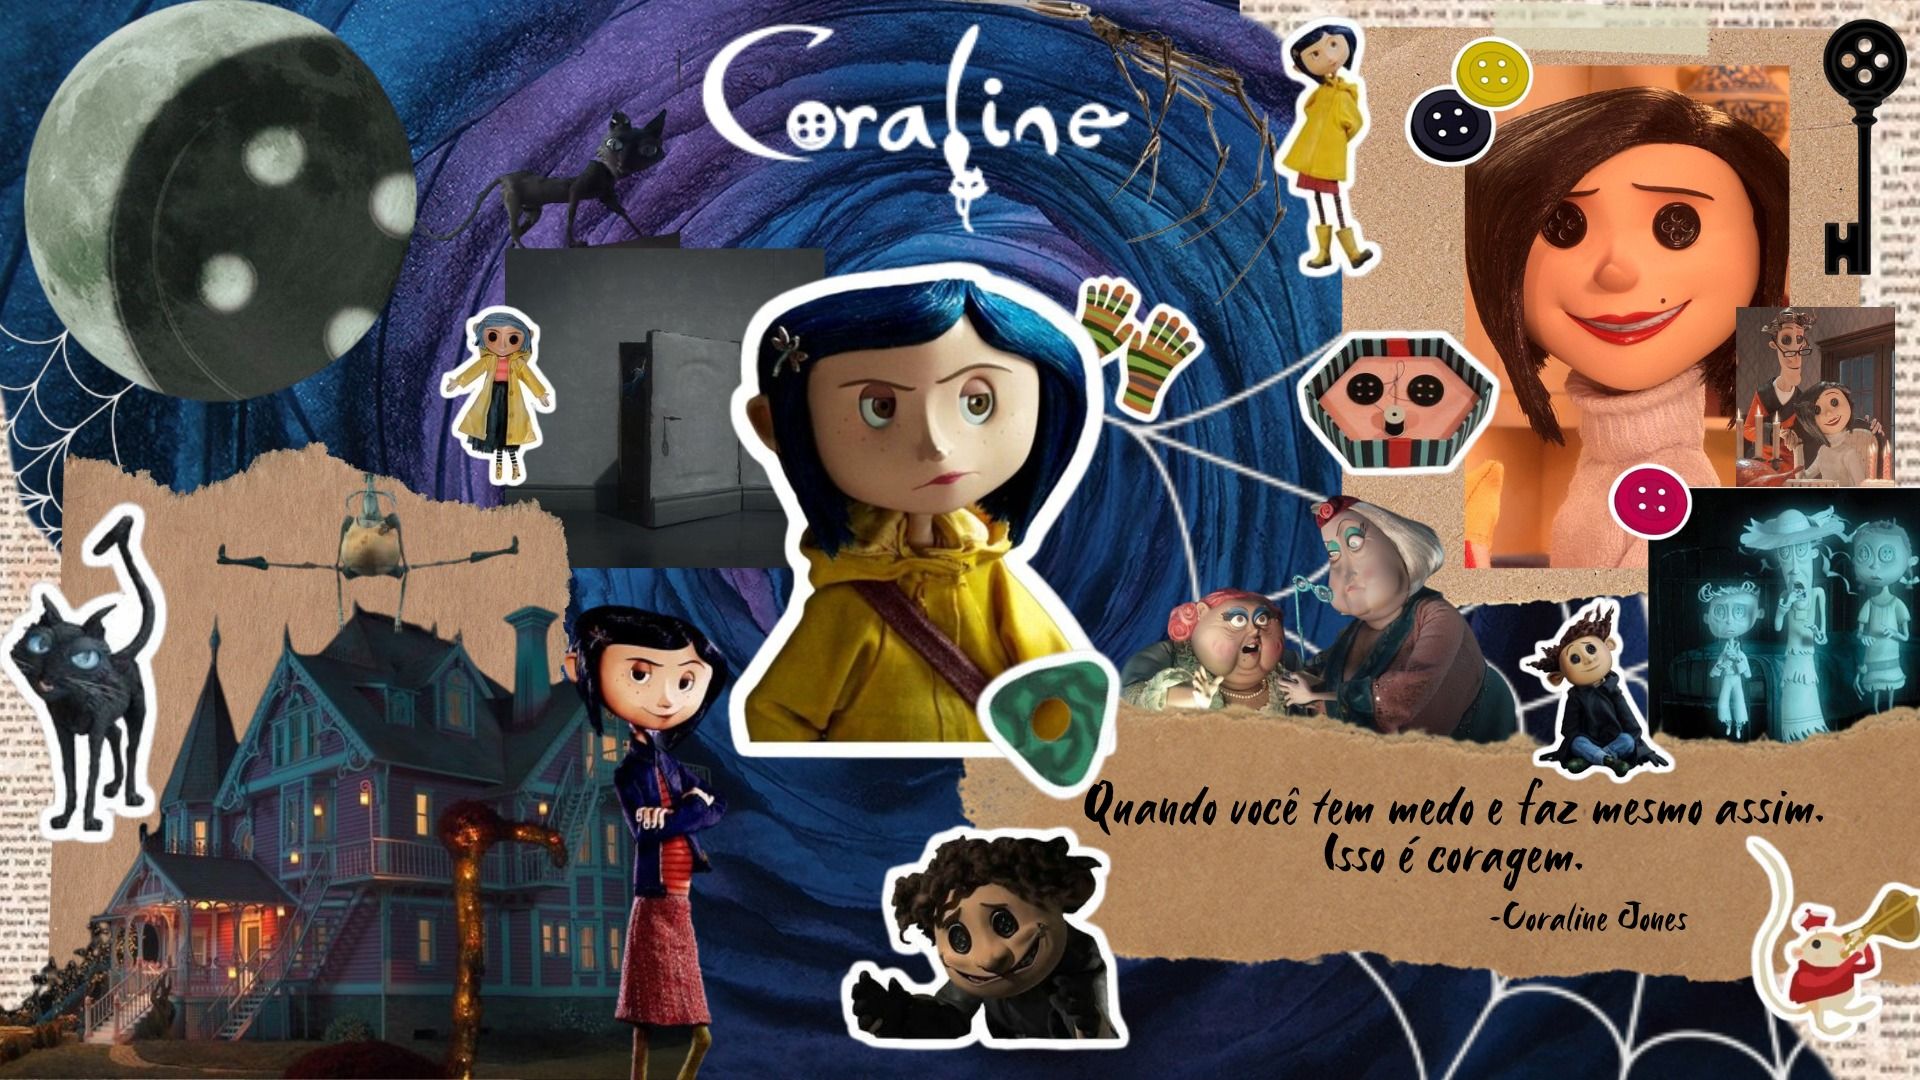 Coraline
Quando você tem medo e faz mesmo assim.
Isso é coragem.
-Coraline Jones